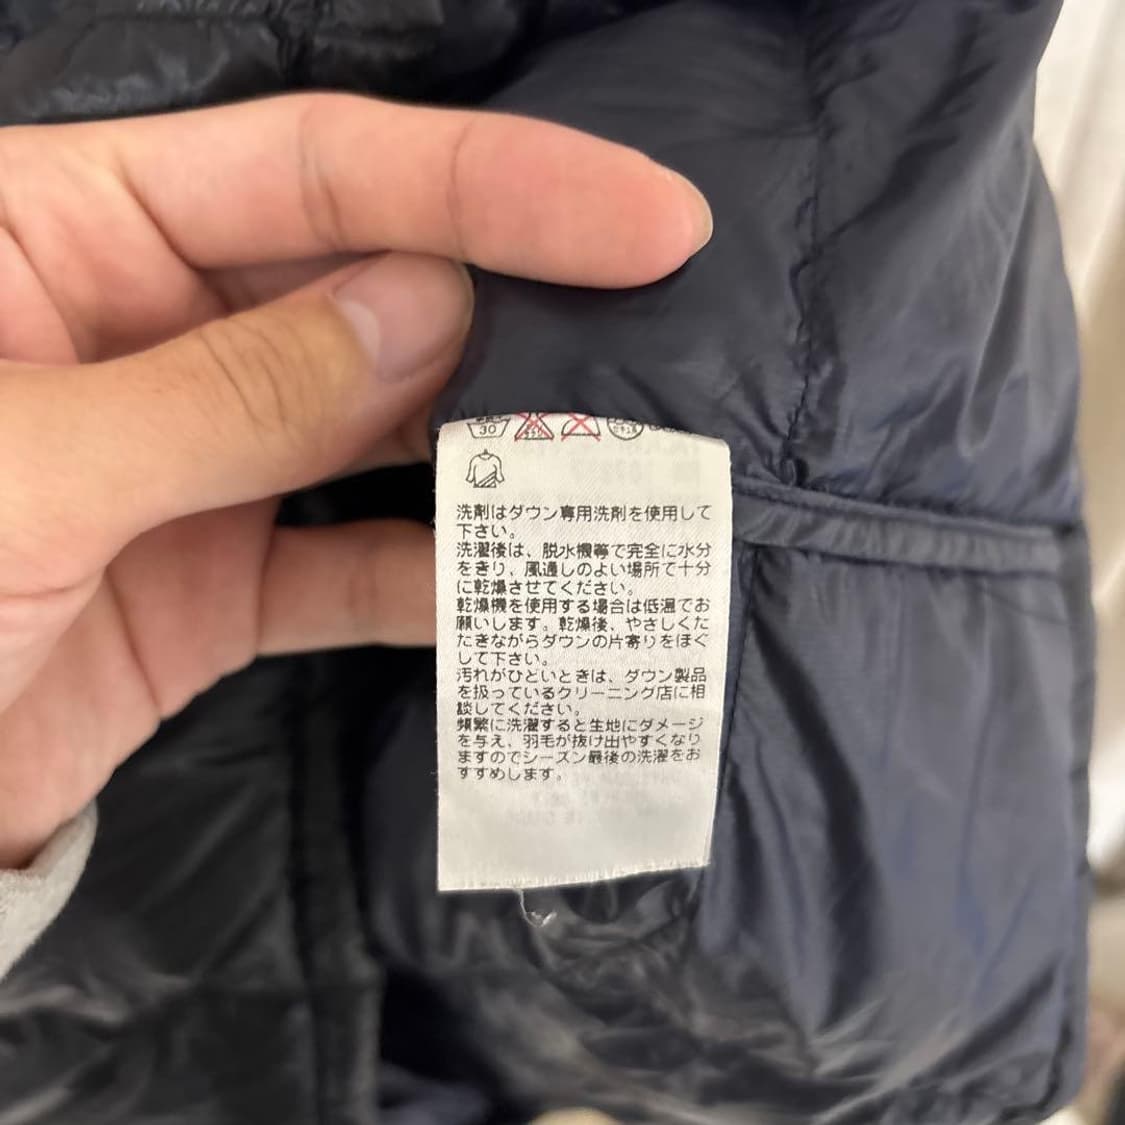 30
洗剤はダウン専用洗剤を使用して
下さい。
洗濯後は、脱水機等で完全に水分
をきり、風通しのよい場所で十分
に乾燥させてください。
乾燥機を使用する場合は低温でお
願いします。乾燥後、やさしくた
たきながらダウンの片寄りをほぐ
して下さい。
汚れがひどいときは、ダウン製品
を扱っているクリーニング店に相
談してください。
頻繁に洗濯すると生地にダメージ
を与え、羽毛が抜け出やすくなり
ますのでシーズン最後の洗濯をお
すすめします。